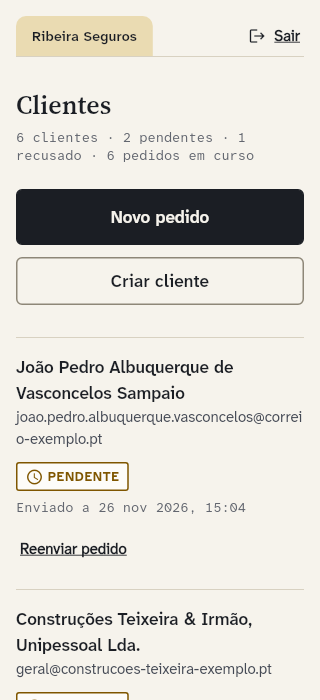 Ribeira Seguros
Sair
Clientes
6 clientes · 2 pendentes · 1
recusado · 6 pedidos em curso
Novo pedido
Criar cliente
João Pedro Albuquerque de
Vasconcelos Sampaio
joao.pedro.albuquerque.vasconcelos@correi
o-exemplo.pt
PENDENTE
Enviado a 26 nov 2026, 15:04
Reenviar pedido
Construções Teixeira & Irmão,
Unipessoal Lda.
geral@construcoes-teixeira-exemplo.pt